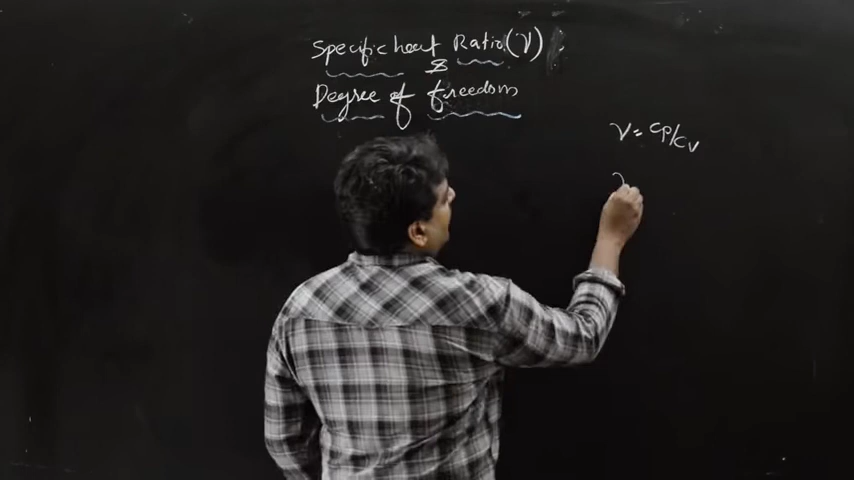 Specific heat Ratio (γ) :
&
Degree of freedom
γ = Cp/Cv